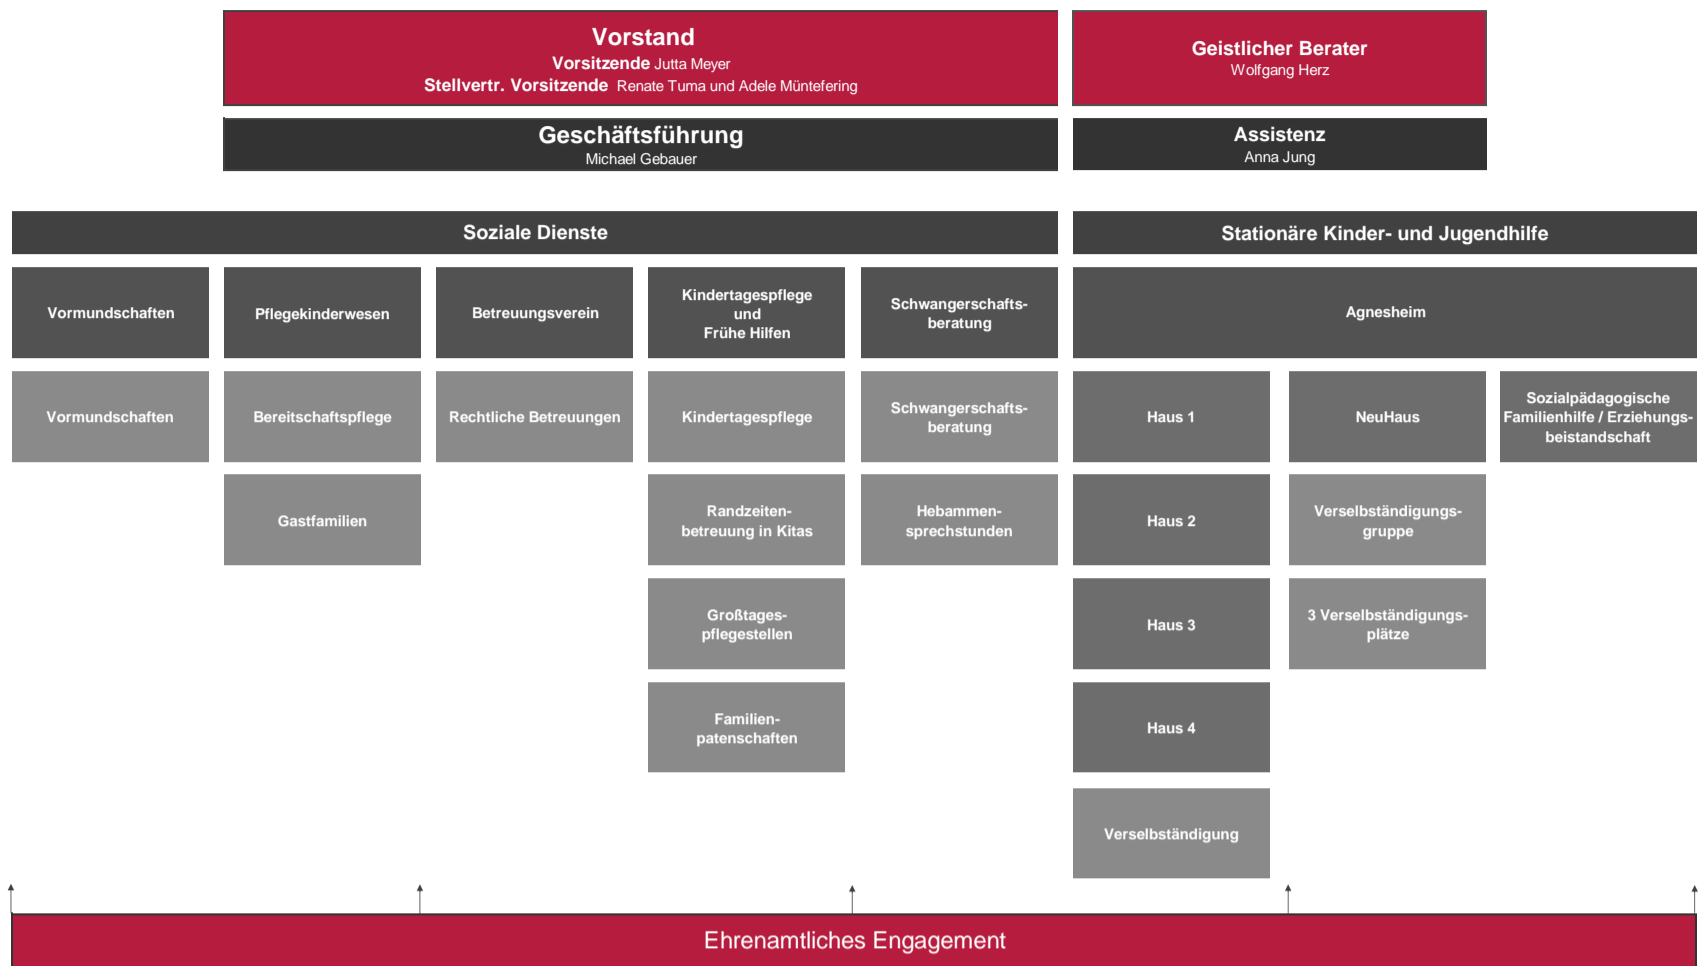 Vorstand
Vorsitzende Jutta Meyer
Stellvertr. Vorsitzende Renate Tuma und Adele Müntefering
Geistlicher Berater
Wolfgang Herz
Geschäftsführung
Michael Gebauer
Assistenz
Anna Jung
Soziale Dienste
Stationäre Kinder- und Jugendhilfe
Vormundschaften
Pflegekinderwesen
Betreuungsverein
Kindertagespflege
und
Frühe Hilfen
Schwangerschafts-
beratung
Agnesheim
Vormundschaften
Bereitschaftspflege
Rechtliche Betreuungen
Kindertagespflege
Schwangerschafts-
beratung
Haus 1
NeuHaus
Sozialpädagogische
Familienhilfe / Erziehungs-
beistandschaft
Gastfamilien
Randzeiten-
betreuung in Kitas
Hebammen-
sprechstunden
Haus 2
Verselbständigungs-
gruppe
Großtages-
pflegestellen
Haus 3
3 Verselbständigungs-
plätze
Familien-
patenschaften
Haus 4
Verselbständigung
Ehrenamtliches Engagement